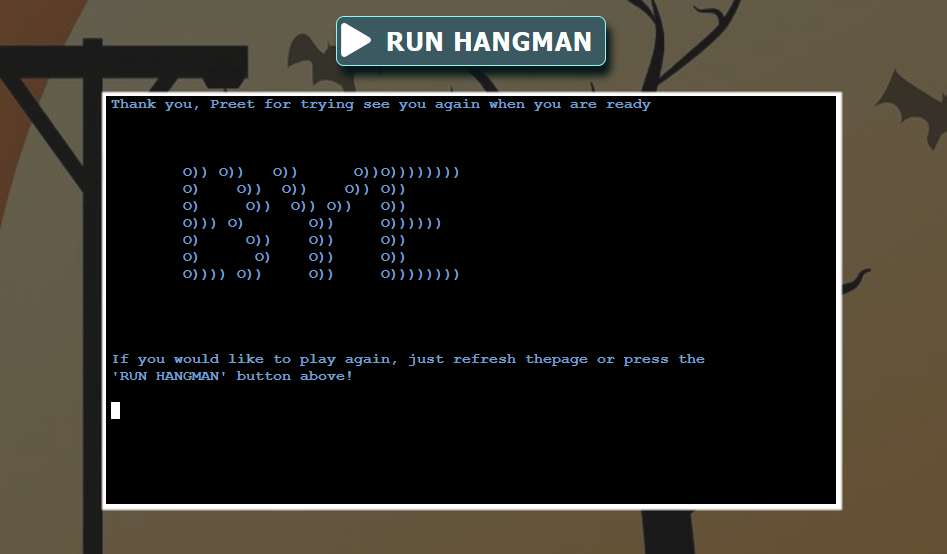 RUN HANGMAN
Thank you, Preet for trying see you again when you are ready
O)) O))   O))      O))O))))))))
O)    O))  O))    O)) O))
O)     O))  O)) O))   O))
O))) O)       O))     O))))))
O)     O))    O))     O))
O)      O)    O))     O))
O)))) O))     O))     O))))))))
If you would like to play again, just refresh thepage or press the
'RUN HANGMAN' button above!